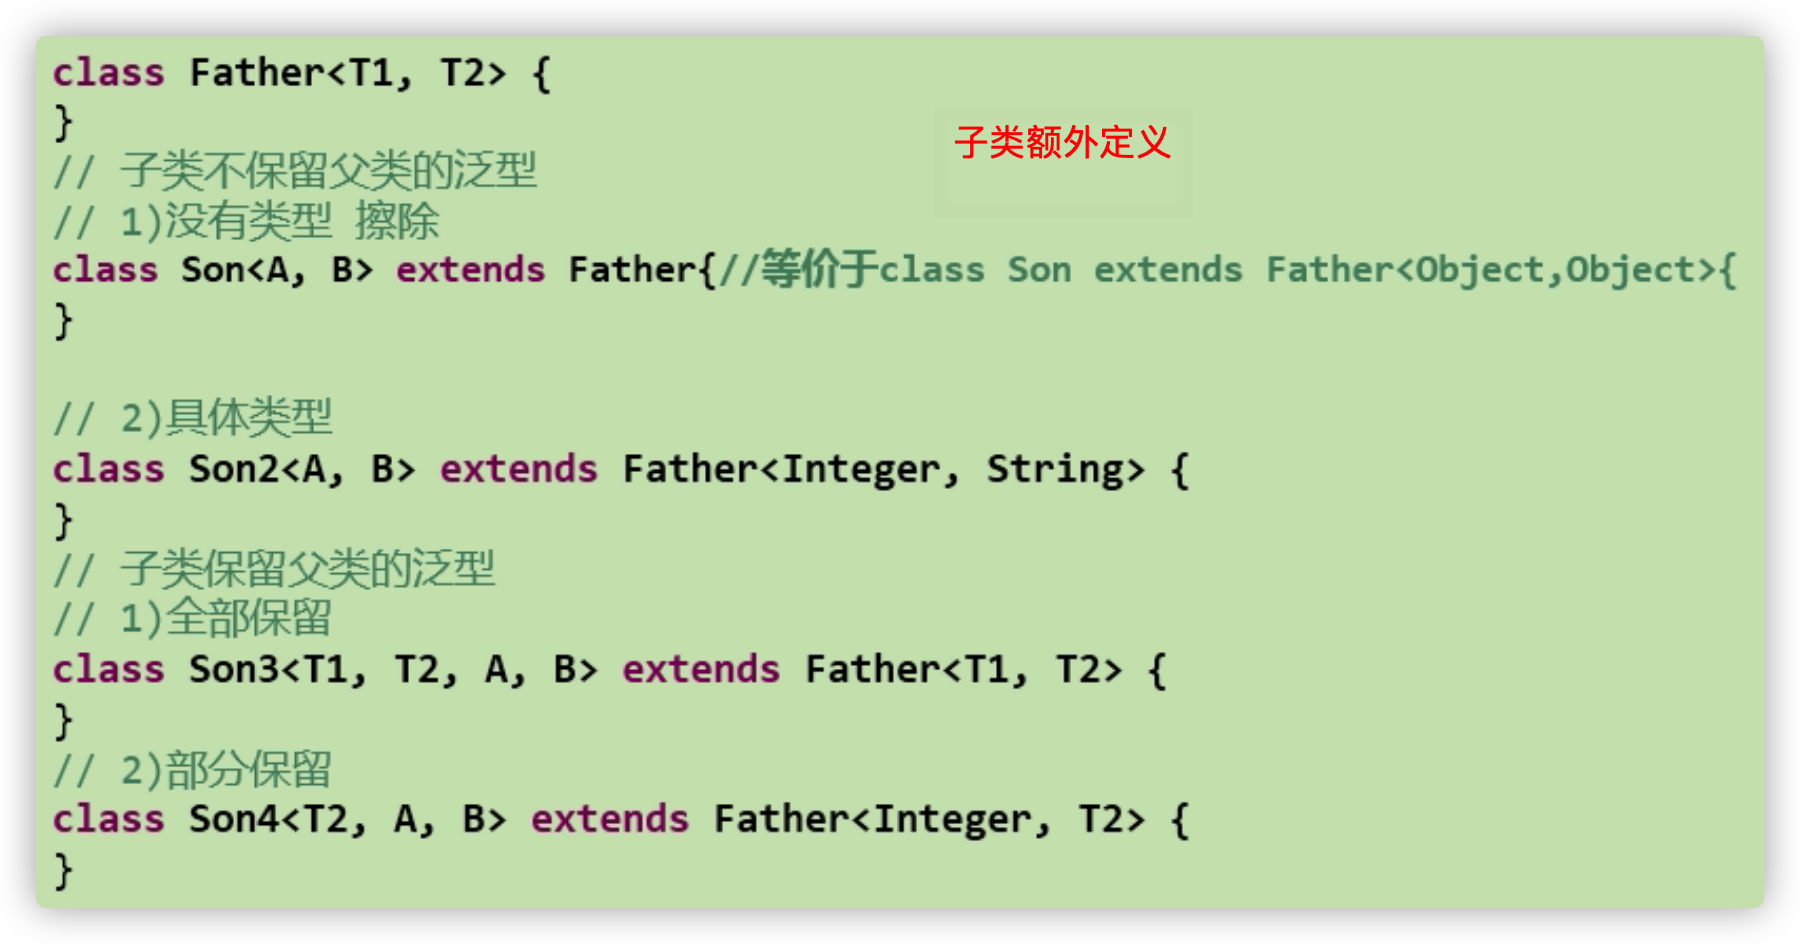 class Father<T1, T2> {
}
子类额外定义
// 子类不保留父类的泛型
// 1)没有类型 擦除
class Son<A, B> extends Father{//等价于class Son extends Father<Object,Object>{
}
// 2)具体类型
class Son2<A, B> extends Father<Integer, String> {
}
// 子类保留父类的泛型
// 1)全部保留
class Son3<T1, T2, A, B> extends Father<T1, T2> {
}
// 2)部分保留
class Son4<T2, A, B> extends Father<Integer, T2> {
}